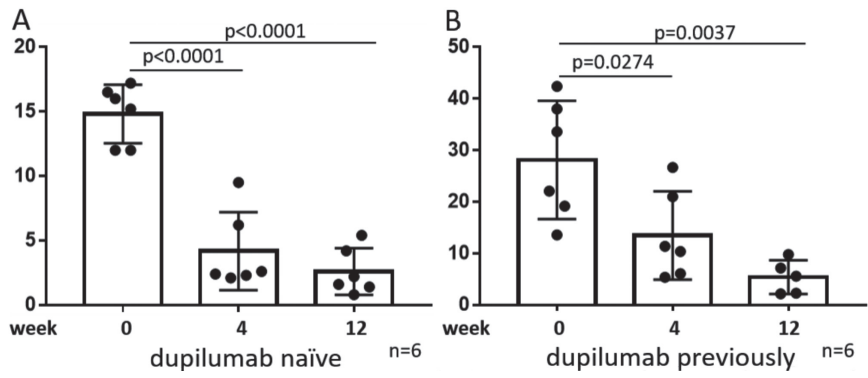 A
p<0.0001
p<0.0001
20
15
10
5
0
week 0 4 12
dupilumab naïve n=6
B
p=0.0037
p=0.0274
50
40
30
20
10
0
week 0 4 12
dupilumab previously n=6